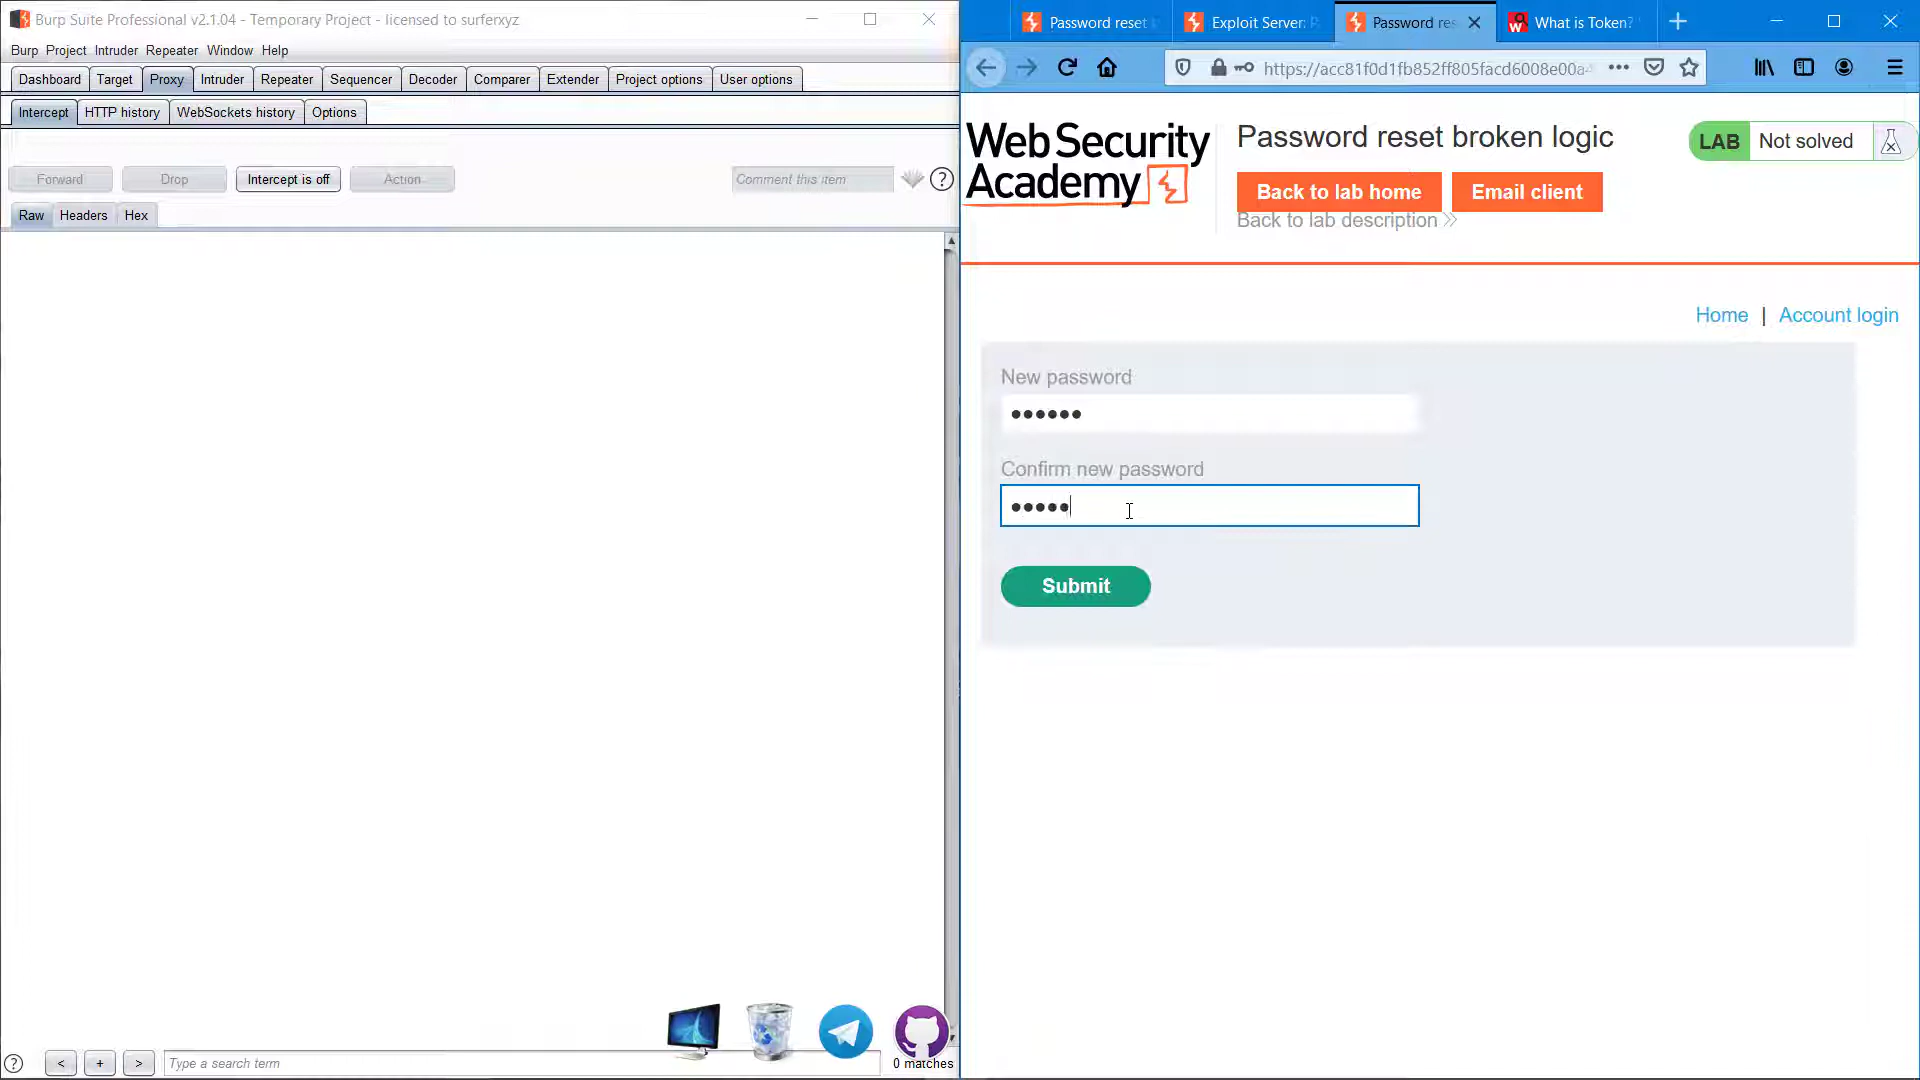 Burp Suite Professional v2.1.04 - Temporary Project - licensed to surferxyz
Burp Project Intruder Repeater Window Help
Dashboard Target Proxy Intruder Repeater Sequencer Decoder Comparer Extender Project options User options
Intercept HTTP history WebSockets history Options
Forward Drop Intercept is off Action Comment this item ?
Raw Headers Hex
? < + > Type a search term 0 matches
Password reset Exploit Server: P Password res What is Token?
https://acc81f0d1fb852ff805facd6008e00a
WebSecurity
Academy
Password reset broken logic
LAB Not solved
Back to lab home Email client
Back to lab description >>
Home | Account login
New password
••••••
Confirm new password
•••••
Submit